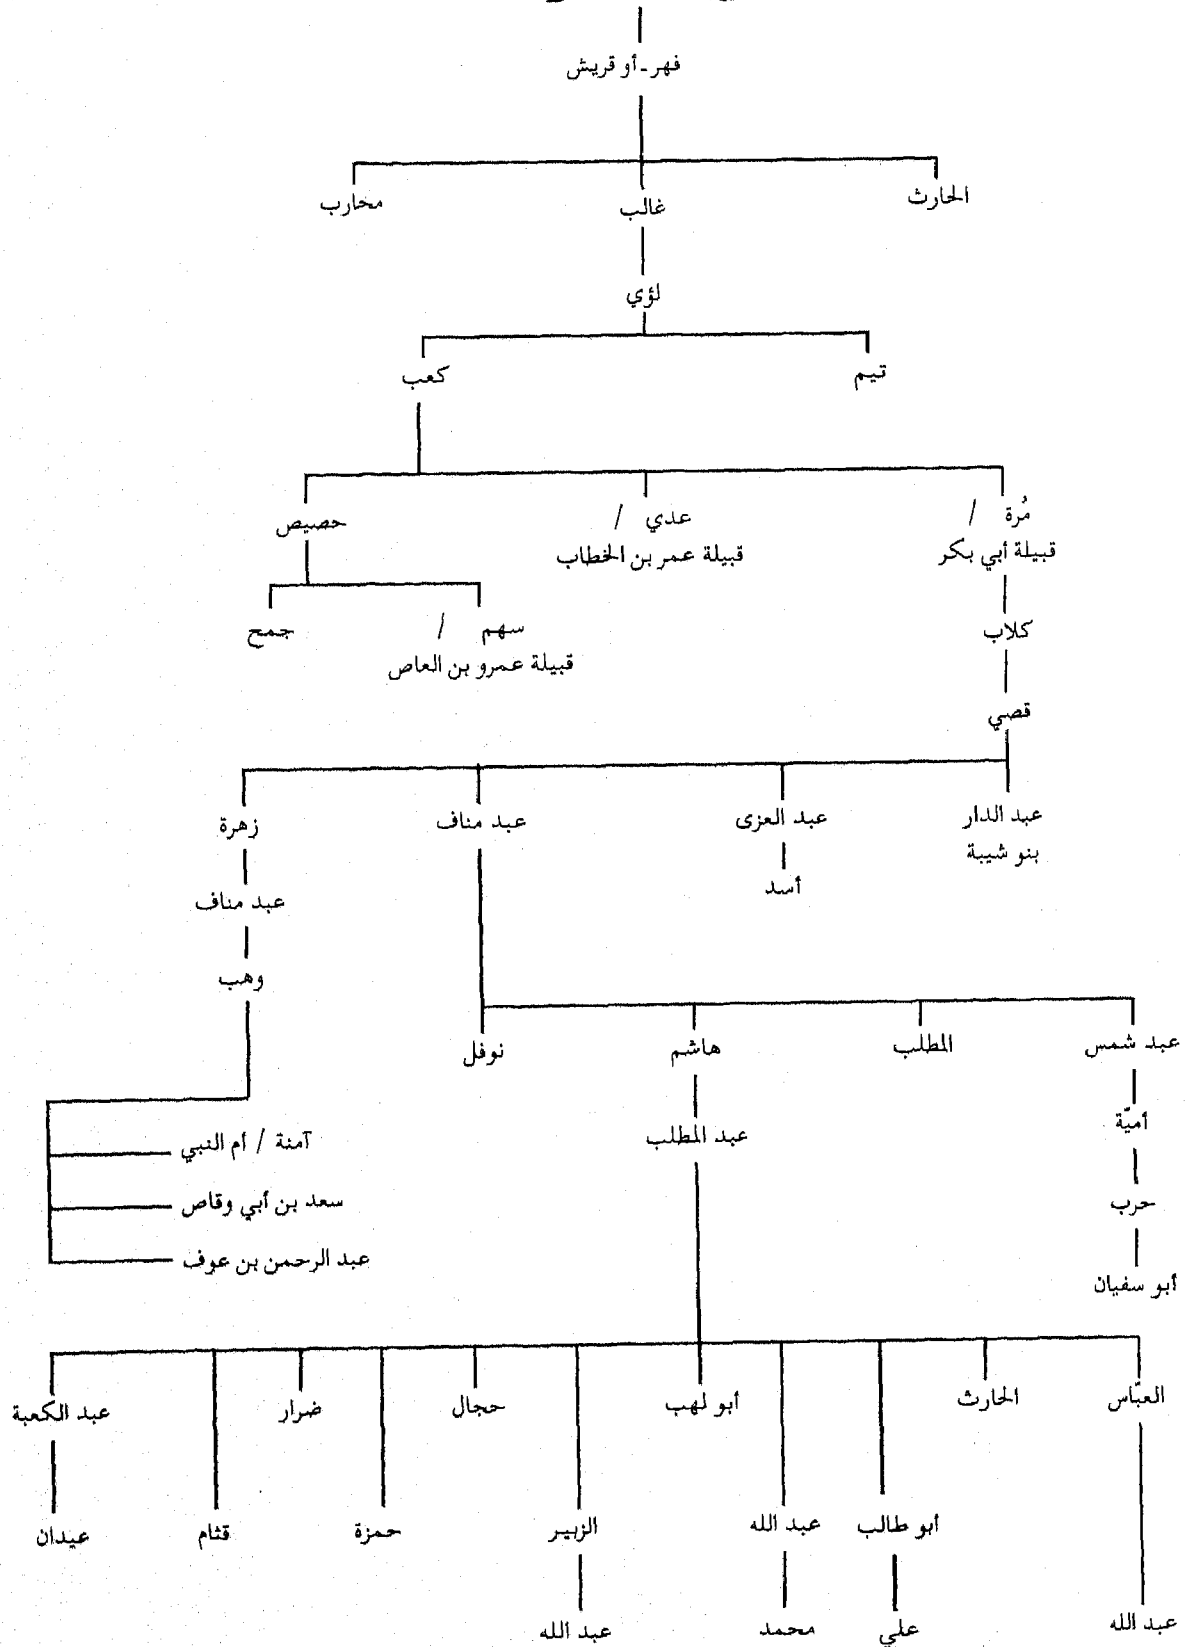 فهر - أو قريش
الحارث
غالب
محارب
لؤي
تيم
كعب
مُرة /
قبيلة أبي بكر
عدي /
قبيلة عمر بن الخطاب
حصيص
كلاب
سهم /
قبيلة عمرو بن العاص
جمح
قصي
عبد الدار
بنو شيبة
عبد العزى
أسد
عبد مناف
زهرة
عبد مناف
وهب
عبد شمس
المطلب
هاشم
نوفل
أميّة
حرب
أبو سفيان
عبد المطلب
آمنة / أم النبي
سعد بن أبي وقاص
عبد الرحمن بن عوف
العبّاس
الحارث
أبو لهب
حجال
ضرار
عبد الكعبة
أبو طالب
عبد الله
الزبير
حمزة
قثام
عيدان
عبد الله
علي
محمد
عبد الله